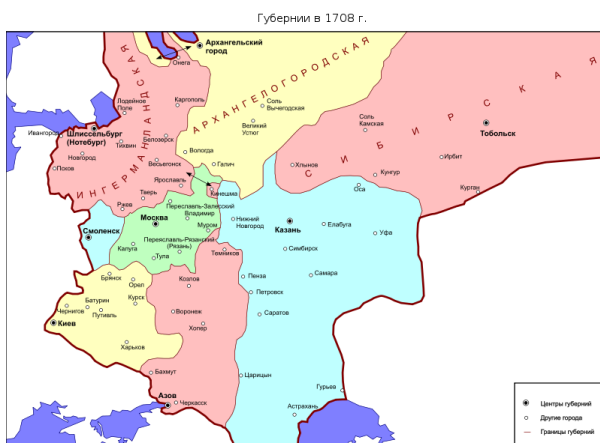 Губернии в 1708 г.
Архангельский
город
Онега
АРХАНГЕЛОГОРОДСКАЯ
ИНГЕРМАНЛАНДСКАЯ
СИБИРСКАЯ
Лодейное
Поле
Каргополь
Соль
Вычегодская
Великий
Устюг
Соль
Камская
Тобольск
Ивангород
Шлиссельбург
(Нотебург)
Тихвин
Белозерск
Новгород
Псков
Весьегонск
Вологда
Галич
Хлынов
Кунгур
Ирбит
Курган
Оса
Ярославль
Кинешма
Тверь
Ржев
Переславль-Залесский
Владимир
Москва
Муром
Нижний
Новгород
Казань
Елабуга
Уфа
Смоленск
Калуга
Переяславль-Рязанский
(Рязань)
Тула
Темников
Симбирск
Самара
Пенза
Петровск
Саратов
Брянск
Орел
Козлов
Батурин
Курск
Чернигов
Путивль
Воронеж
Киев
Хопер
Харьков
Бахмут
Царицын
Гурьев
Азов
Черкасск
Астрахань
Центры губерний
Другие города
Границы губерний